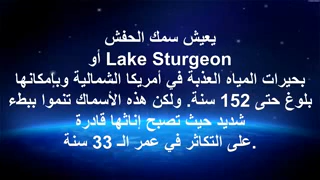 يعيش سمك الحفش
أو Lake Sturgeon
بحيرات المياه العذبة في أمريكا الشمالية وبإمكانها
بلوغ حتى 152 سنة. ولكن هذه الأسماك تنموا ببطء
شديد حيث تصبح إناثها قادرة
على التكاثر في عمر الـ 33 سنة.